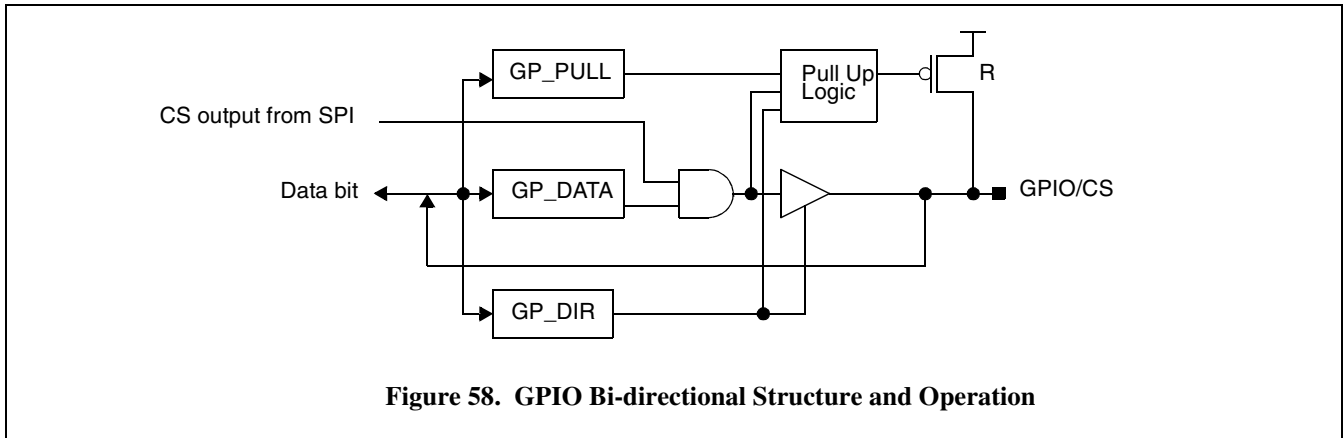 GP_PULL
Pull Up
Logic
R
CS output from SPI
Data bit
GP_DATA
GPIO/CS
GP_DIR
Figure 58. GPIO Bi-directional Structure and Operation